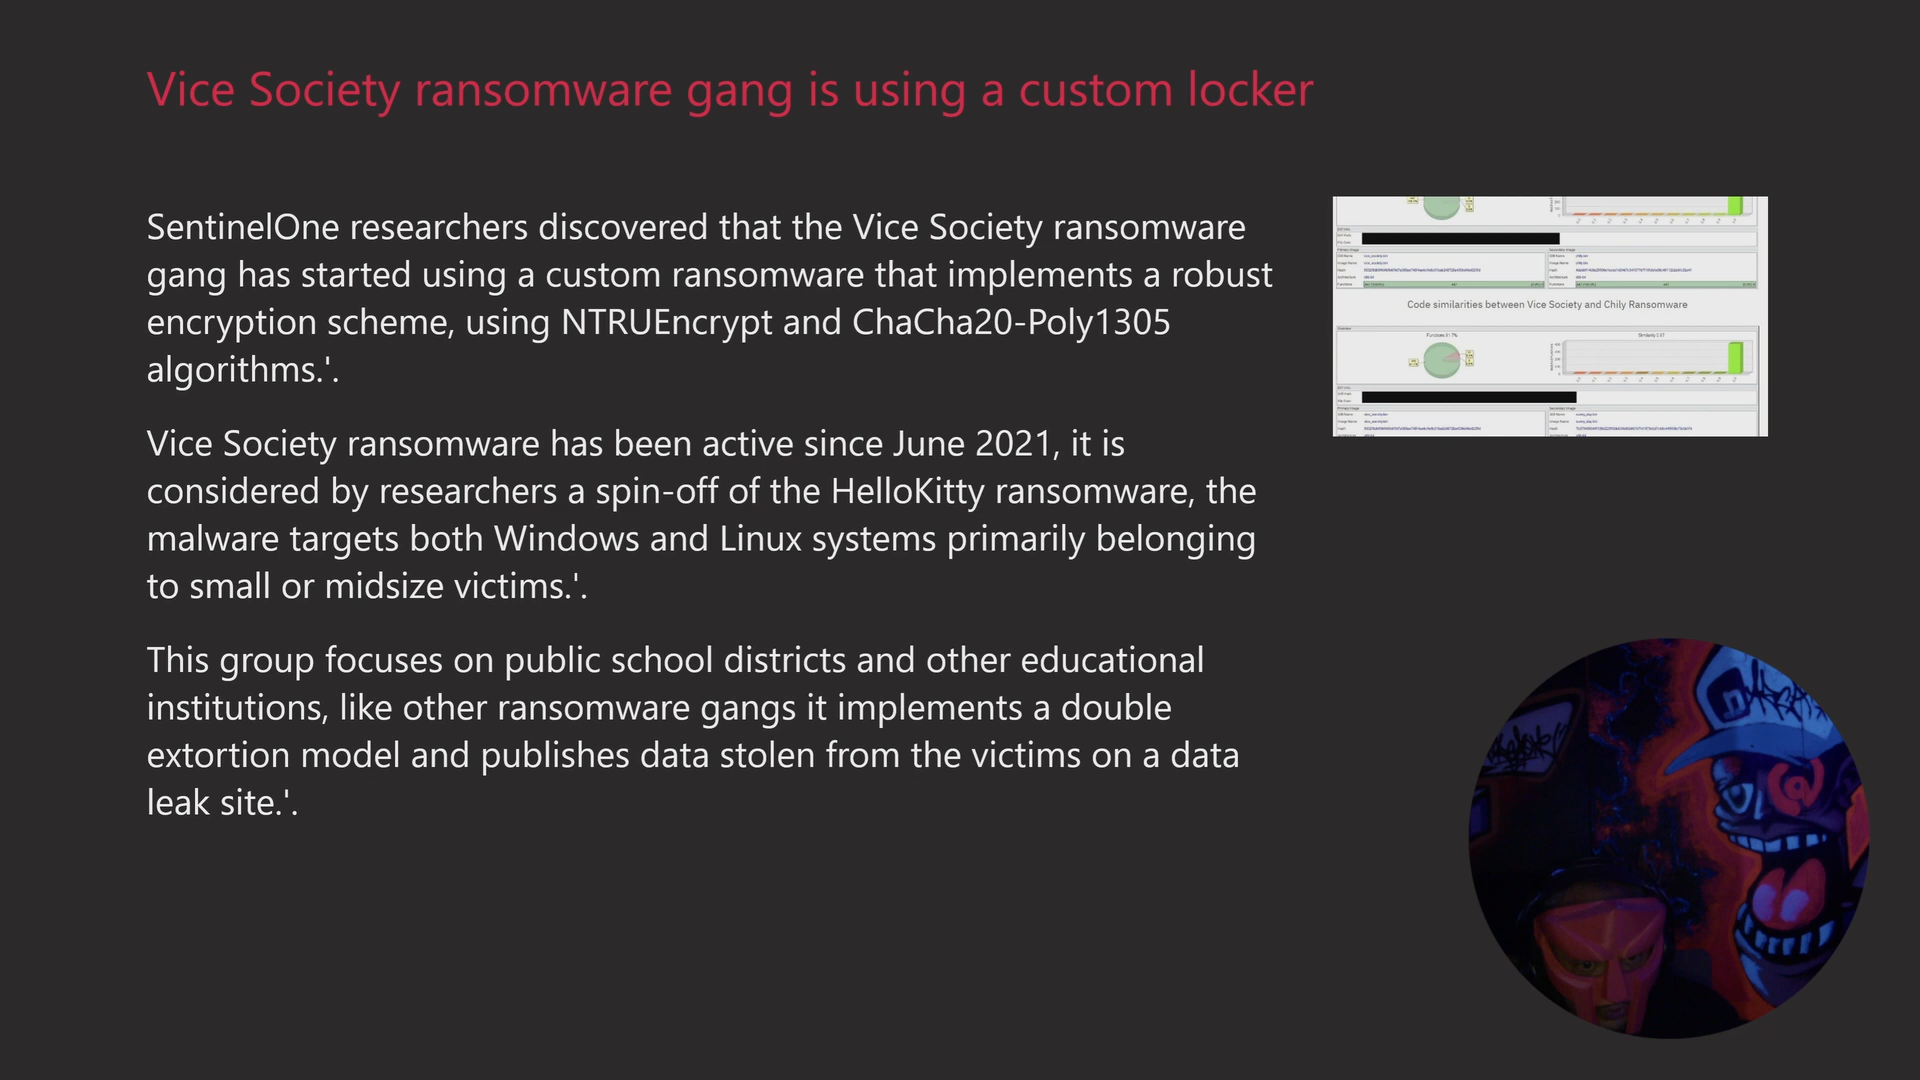 Vice Society ransomware gang is using a custom locker
SentinelOne researchers discovered that the Vice Society ransomware
gang has started using a custom ransomware that implements a robust
encryption scheme, using NTRUEncrypt and ChaCha20-Poly1305
algorithms.'.
Vice Society ransomware has been active since June 2021, it is
considered by researchers a spin-off of the HelloKitty ransomware, the
malware targets both Windows and Linux systems primarily belonging
to small or midsize victims.'.
This group focuses on public school districts and other educational
institutions, like other ransomware gangs it implements a double
extortion model and publishes data stolen from the victims on a data
leak site.'.
Code similarities between Vice Society and Chily Ransomware